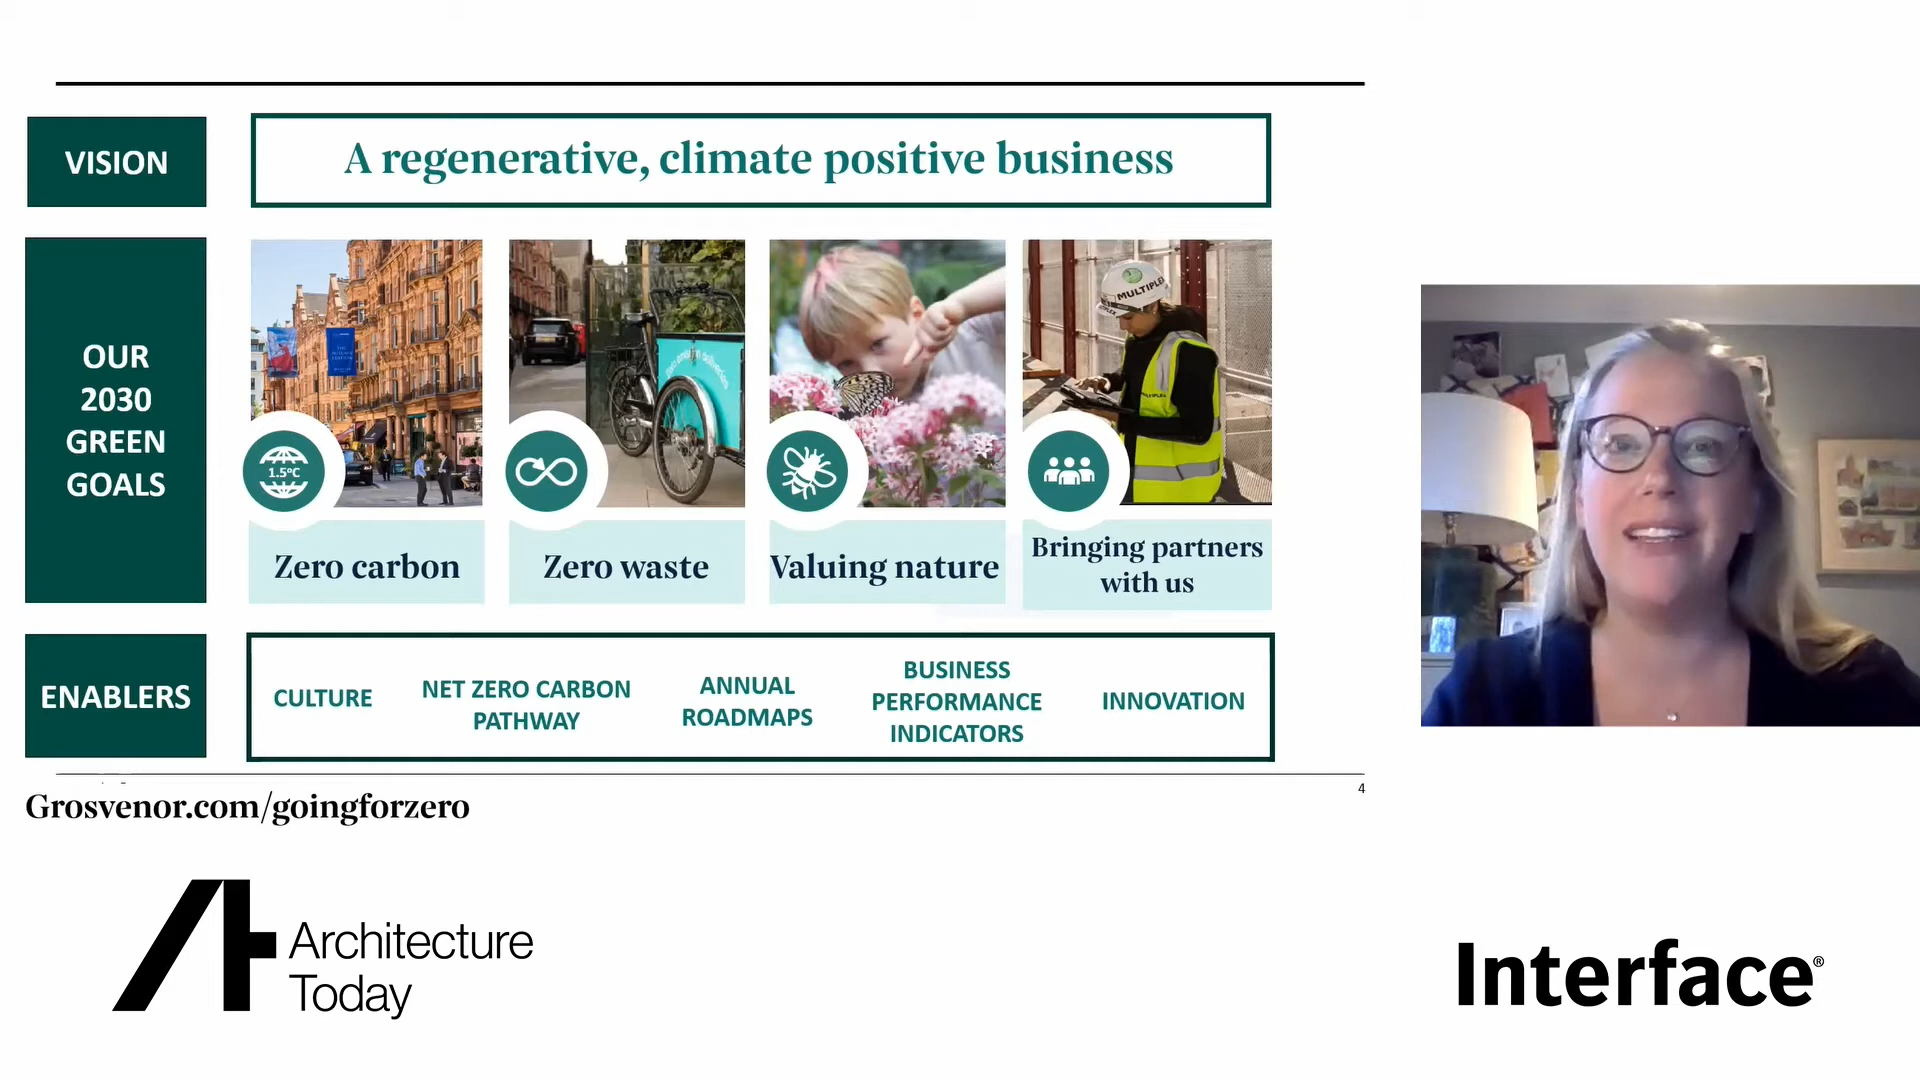 VISION
A regenerative, climate positive business
OUR
2030
GREEN
GOALS
MULTIPLEX
1.5°C
Zero carbon
Zero waste
Valuing nature
Bringing partners
with us
ENABLERS
CULTURE
NET ZERO CARBON
PATHWAY
ANNUAL
ROADMAPS
BUSINESS
PERFORMANCE
INDICATORS
INNOVATION
4
Grosvenor.com/goingforzero
Architecture
Today
Interface®